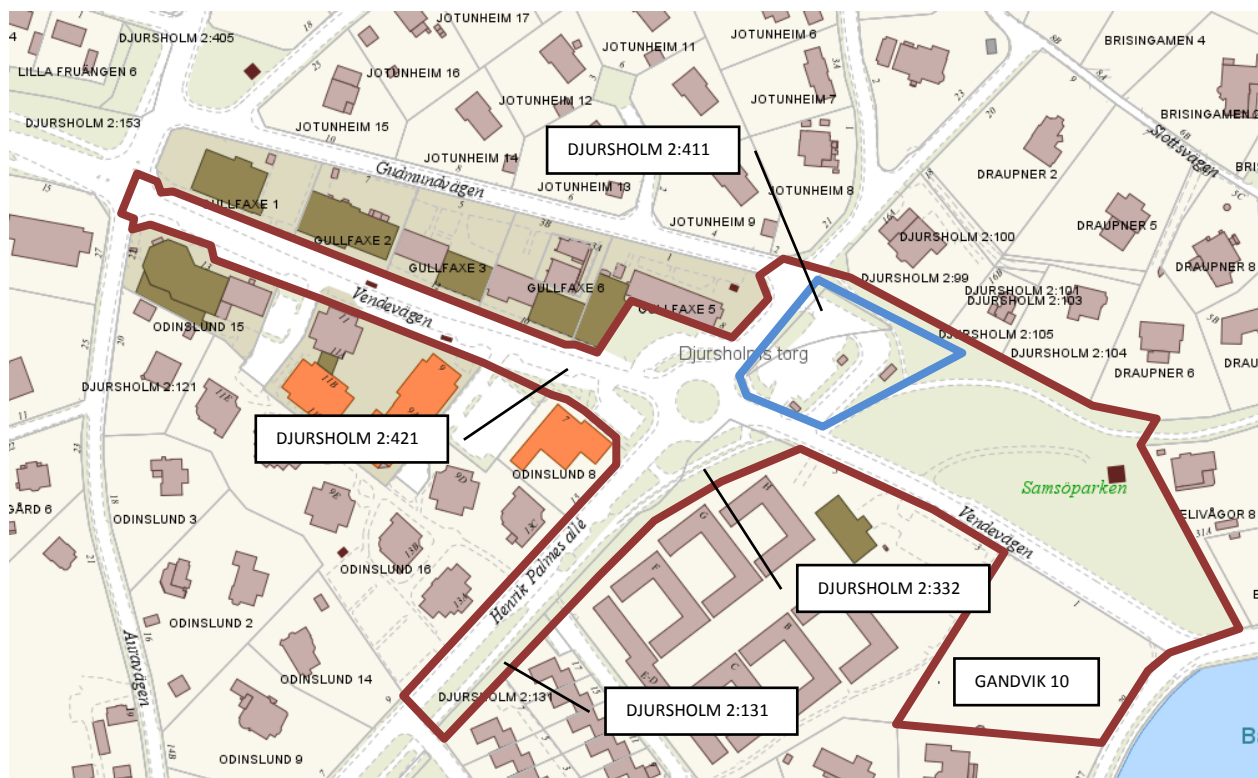 JOTUNHEIM 17
DJURSHOLM 2:405
JOTUNHEIM 11
JOTUNHEIM 6
BRISINGAMEN 4
LILLA FRUÄNGEN 6
JOTUNHEIM 16
JOTUNHEIM 12
JOTUNHEIM 7
DJURSHOLM 2:153
JOTUNHEIM 15
Slottsvägen
DJURSHOLM 2:411
JOTUNHEIM 14
Gudmundvägen
JOTUNHEIM 13
JOTUNHEIM 8
DRAUPNER 2
GULLFAXE 1
JOTUNHEIM 9
DRAUPNER 5
GULLFAXE 2
DJURSHOLM 2:100
GULLFAXE 3
DRAUPNER 8
DJURSHOLM 2:99
GULLFAXE 6
DJURSHOLM 2:101
Vendevägen
DJURSHOLM 2:103
GULLFAXE 5
ODINSLUND 15
DJURSHOLM 2:105
Djursholms torg
DJURSHOLM 2:104
DJURSHOLM 2:121
DRAUPNER 6
DJURSHOLM 2:421
ODINSLUND 8
Samsöparken
ODINSLUND 3
GÅRD 6
ELIVÅGOR 8
Vendevägen
Henrik Palmes allé
ODINSLUND 16
DJURSHOLM 2:332
ODINSLUND 2
Auravägen
ODINSLUND 14
GANDVIK 10
DJURSHOLM 2:131
DJURSHOLM 2:131
ODINSLUND 9